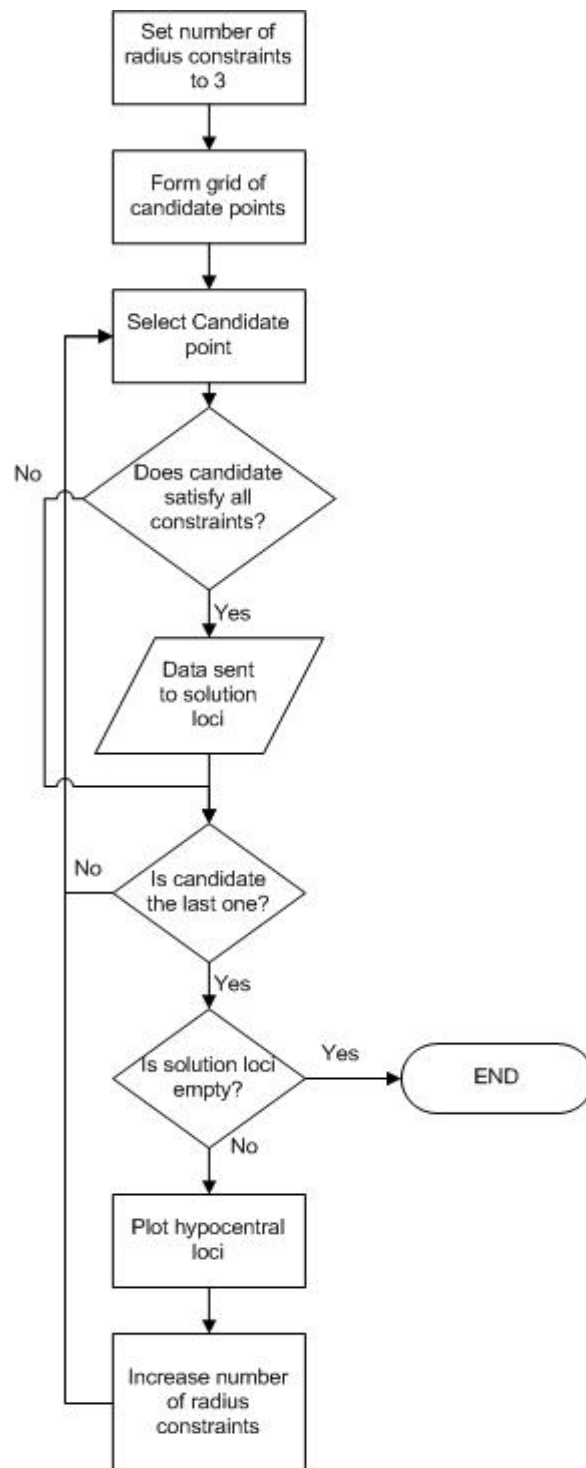 Set number of
radius constraints
to 3
Form grid of
candidate points
Select Candidate
point
No
Does candidate
satisfy all
constraints?
Yes
Data sent
to solution
loci
No
Is candidate
the last one?
Yes
Is solution loci
empty?
Yes
END
No
Plot hypocentral
loci
Increase number
of radius
constraints